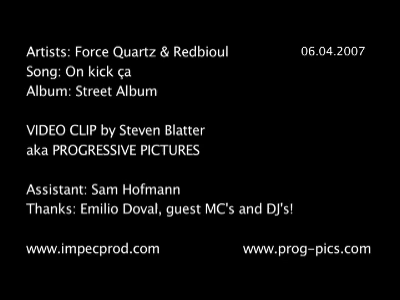 Artists: Force Quartz & Redbioul 06.04.2007
Song: On kick ça
Album: Street Album
VIDEO CLIP by Steven Blatter
aka PROGRESSIVE PICTURES
Assistant: Sam Hofmann
Thanks: Emilio Doval, guest MC's and DJ's!
www.impecprod.com www.prog-pics.com